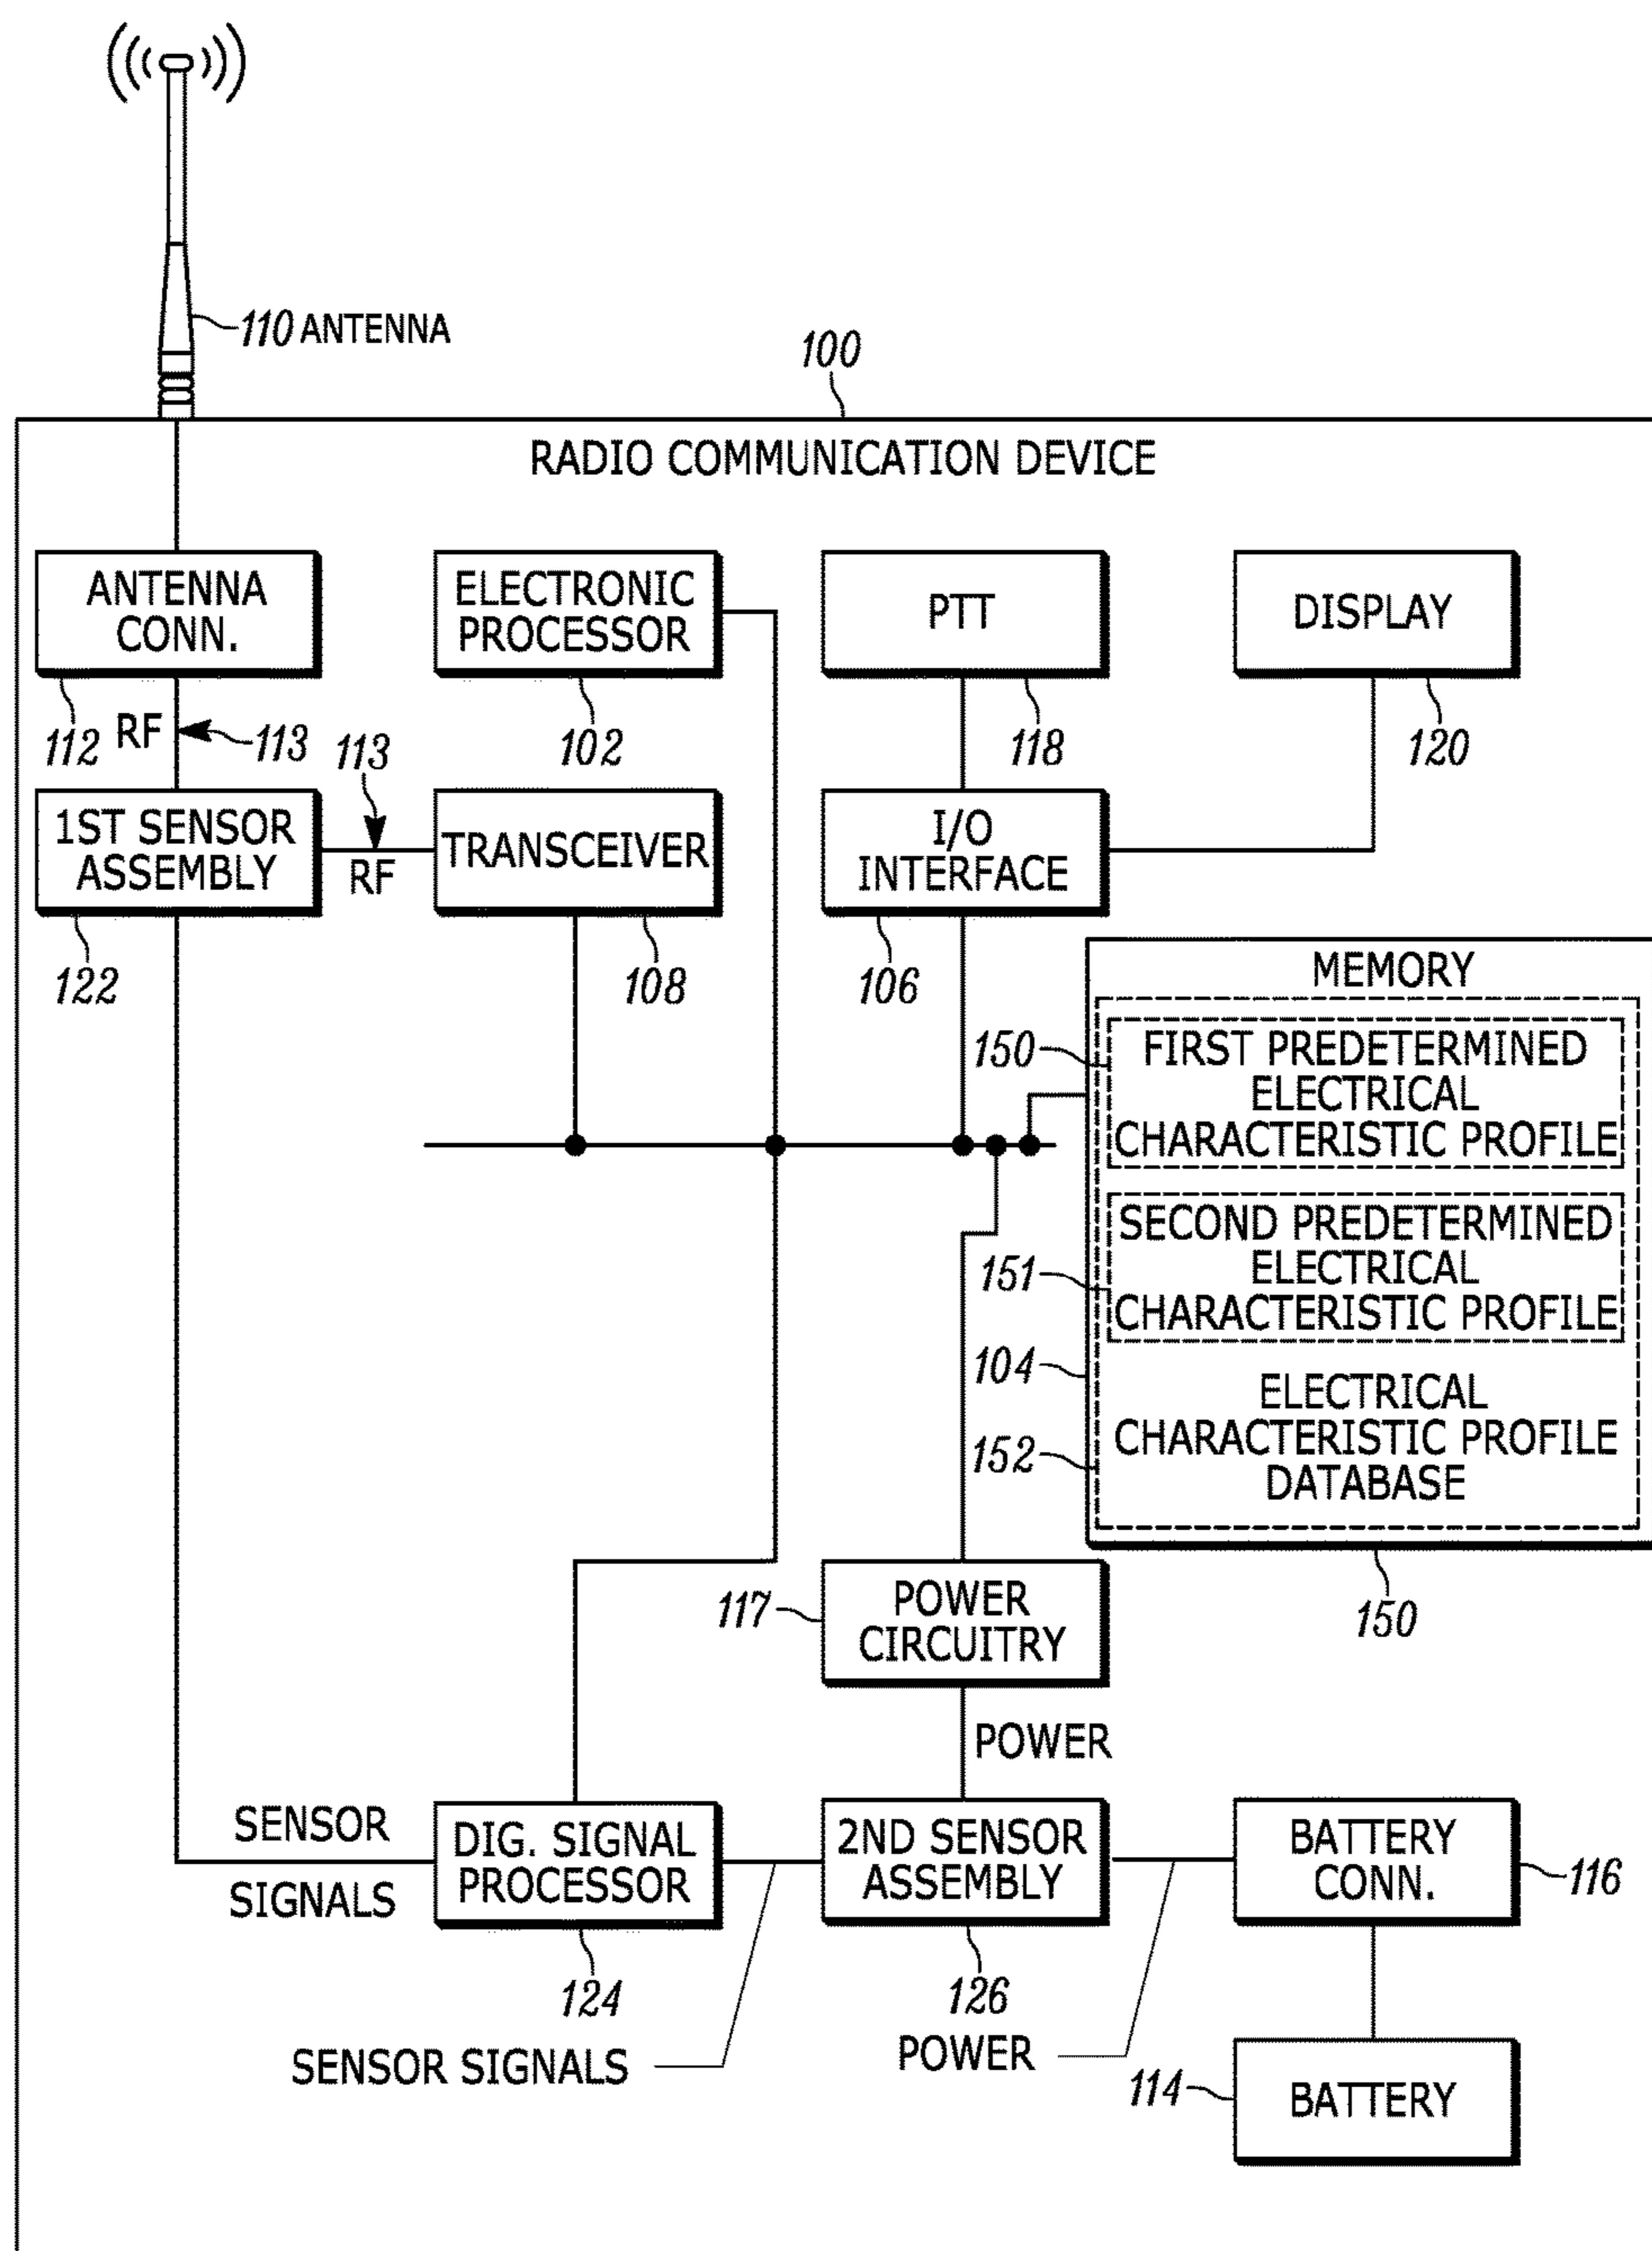 110 ANTENNA
100
RADIO COMMUNICATION DEVICE
ANTENNA
CONN.
ELECTRONIC
PROCESSOR
PTT
DISPLAY
112
RF
113
102
118
120
113
1ST SENSOR
ASSEMBLY
RF
TRANSCEIVER
I/O
INTERFACE
122
108
106
MEMORY
150
FIRST PREDETERMINED
ELECTRICAL
CHARACTERISTIC PROFILE
151
SECOND PREDETERMINED
ELECTRICAL
CHARACTERISTIC PROFILE
104
152
ELECTRICAL
CHARACTERISTIC PROFILE
DATABASE
150
117
POWER
CIRCUITRY
POWER
SENSOR
SIGNALS
DIG. SIGNAL
PROCESSOR
2ND SENSOR
ASSEMBLY
BATTERY
CONN.
116
124
126
SENSOR SIGNALS
POWER
114
BATTERY